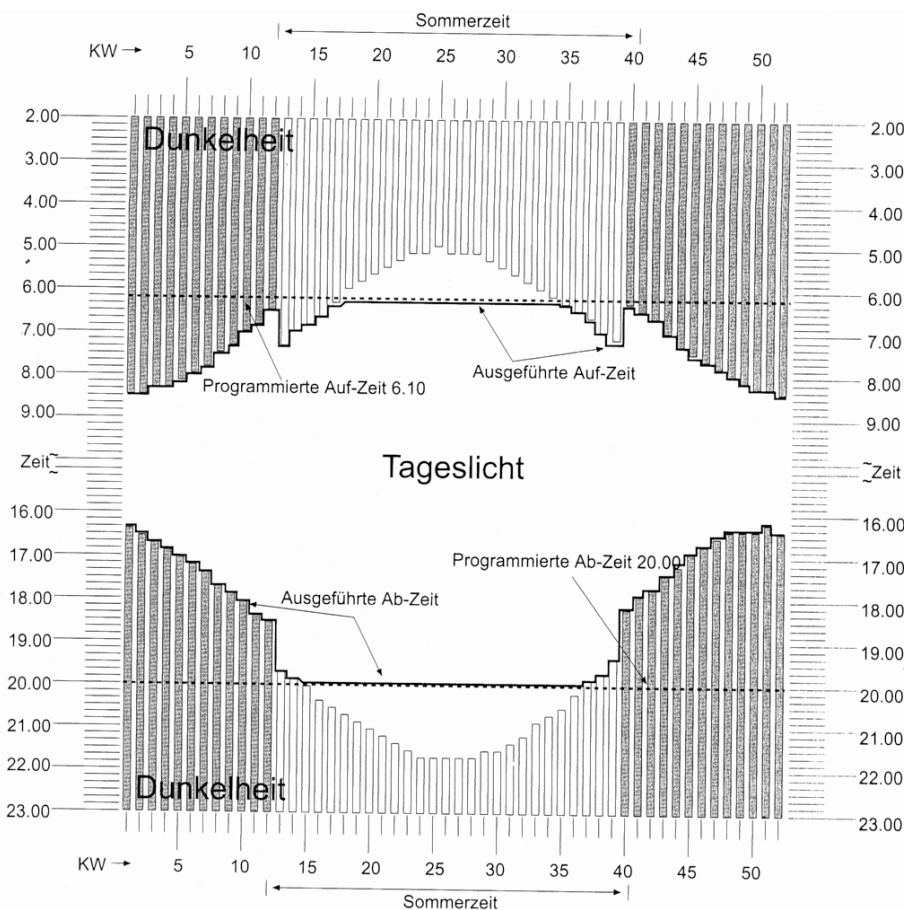 Sommerzeit
KW → 5 10 15 20 25 30 35 40 45 50
2.00 2.00
Dunkelheit
3.00 3.00
4.00 4.00
5.00 5.00
6.00 6.00
7.00 7.00
Ausgeführte Auf-Zeit
Programmierte Auf-Zeit 6.10
8.00 8.00
9.00 9.00
Zeit ~ ~ Tageslicht ~ ~ Zeit
16.00 16.00
17.00 17.00
Programmierte Ab-Zeit 20.00
Ausgeführte Ab-Zeit
18.00 18.00
19.00 19.00
20.00 20.00
21.00 21.00
22.00 22.00
Dunkelheit
23.00 23.00
KW → 5 10 15 20 25 30 35 40 45 50
Sommerzeit